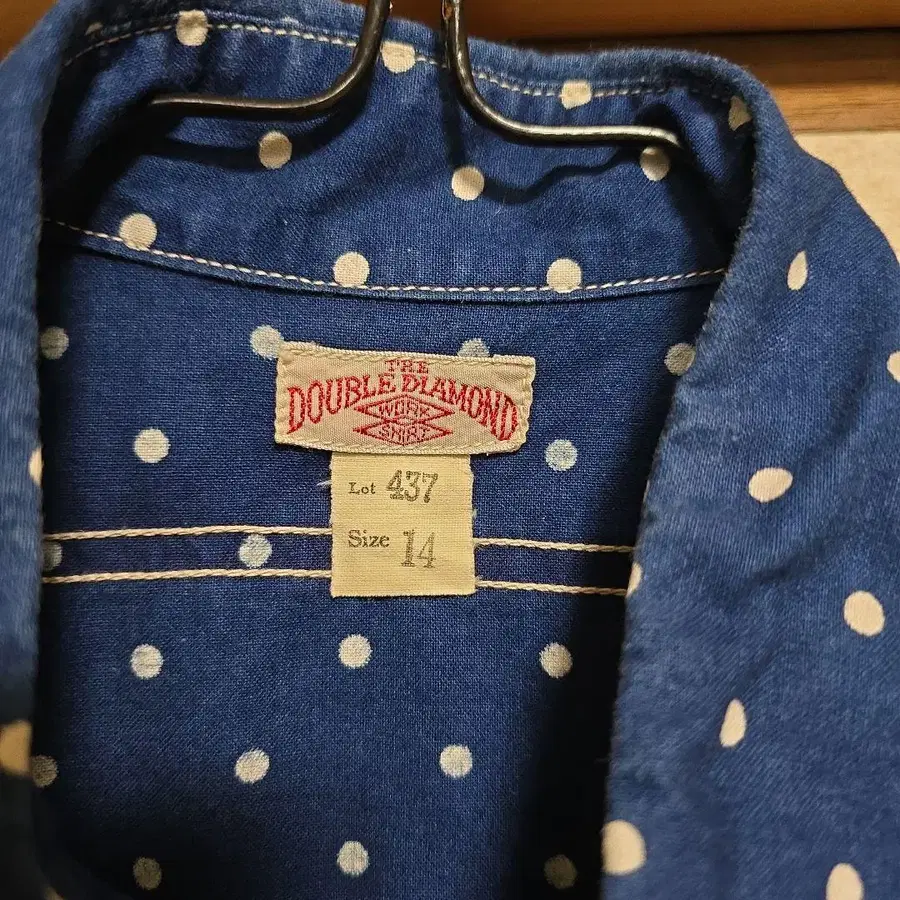 THE
DOUBLE DIAMOND
WORK
SHIRT
Lot 437
Size 14